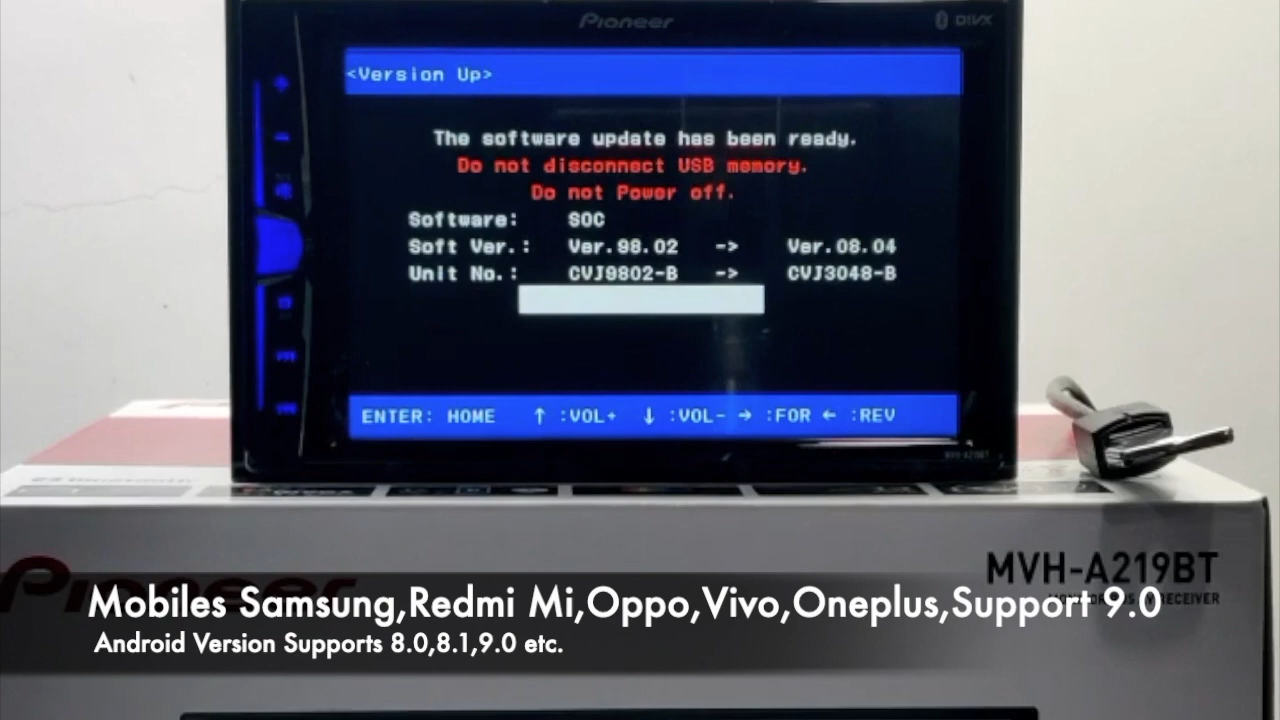 Pioneer
DIVX
<Version Up>
The software update has been ready.
Do not disconnect USB memory.
Do not Power off.
Software: SOC
Soft Ver.: Ver.98.02 -> Ver.08.04
Unit No.: CVJ9802-B -> CVJ3048-B
ENTER: HOME ↑ :VOL+ ↓ :VOL- → :FOR ← :REV
MVH-A219BT
Pioneer
MVH-A219BT
RECEIVER
Mobiles Samsung,Redmi Mi,Oppo,Vivo,Oneplus,Support 9.0
Android Version Supports 8.0,8.1,9.0 etc.